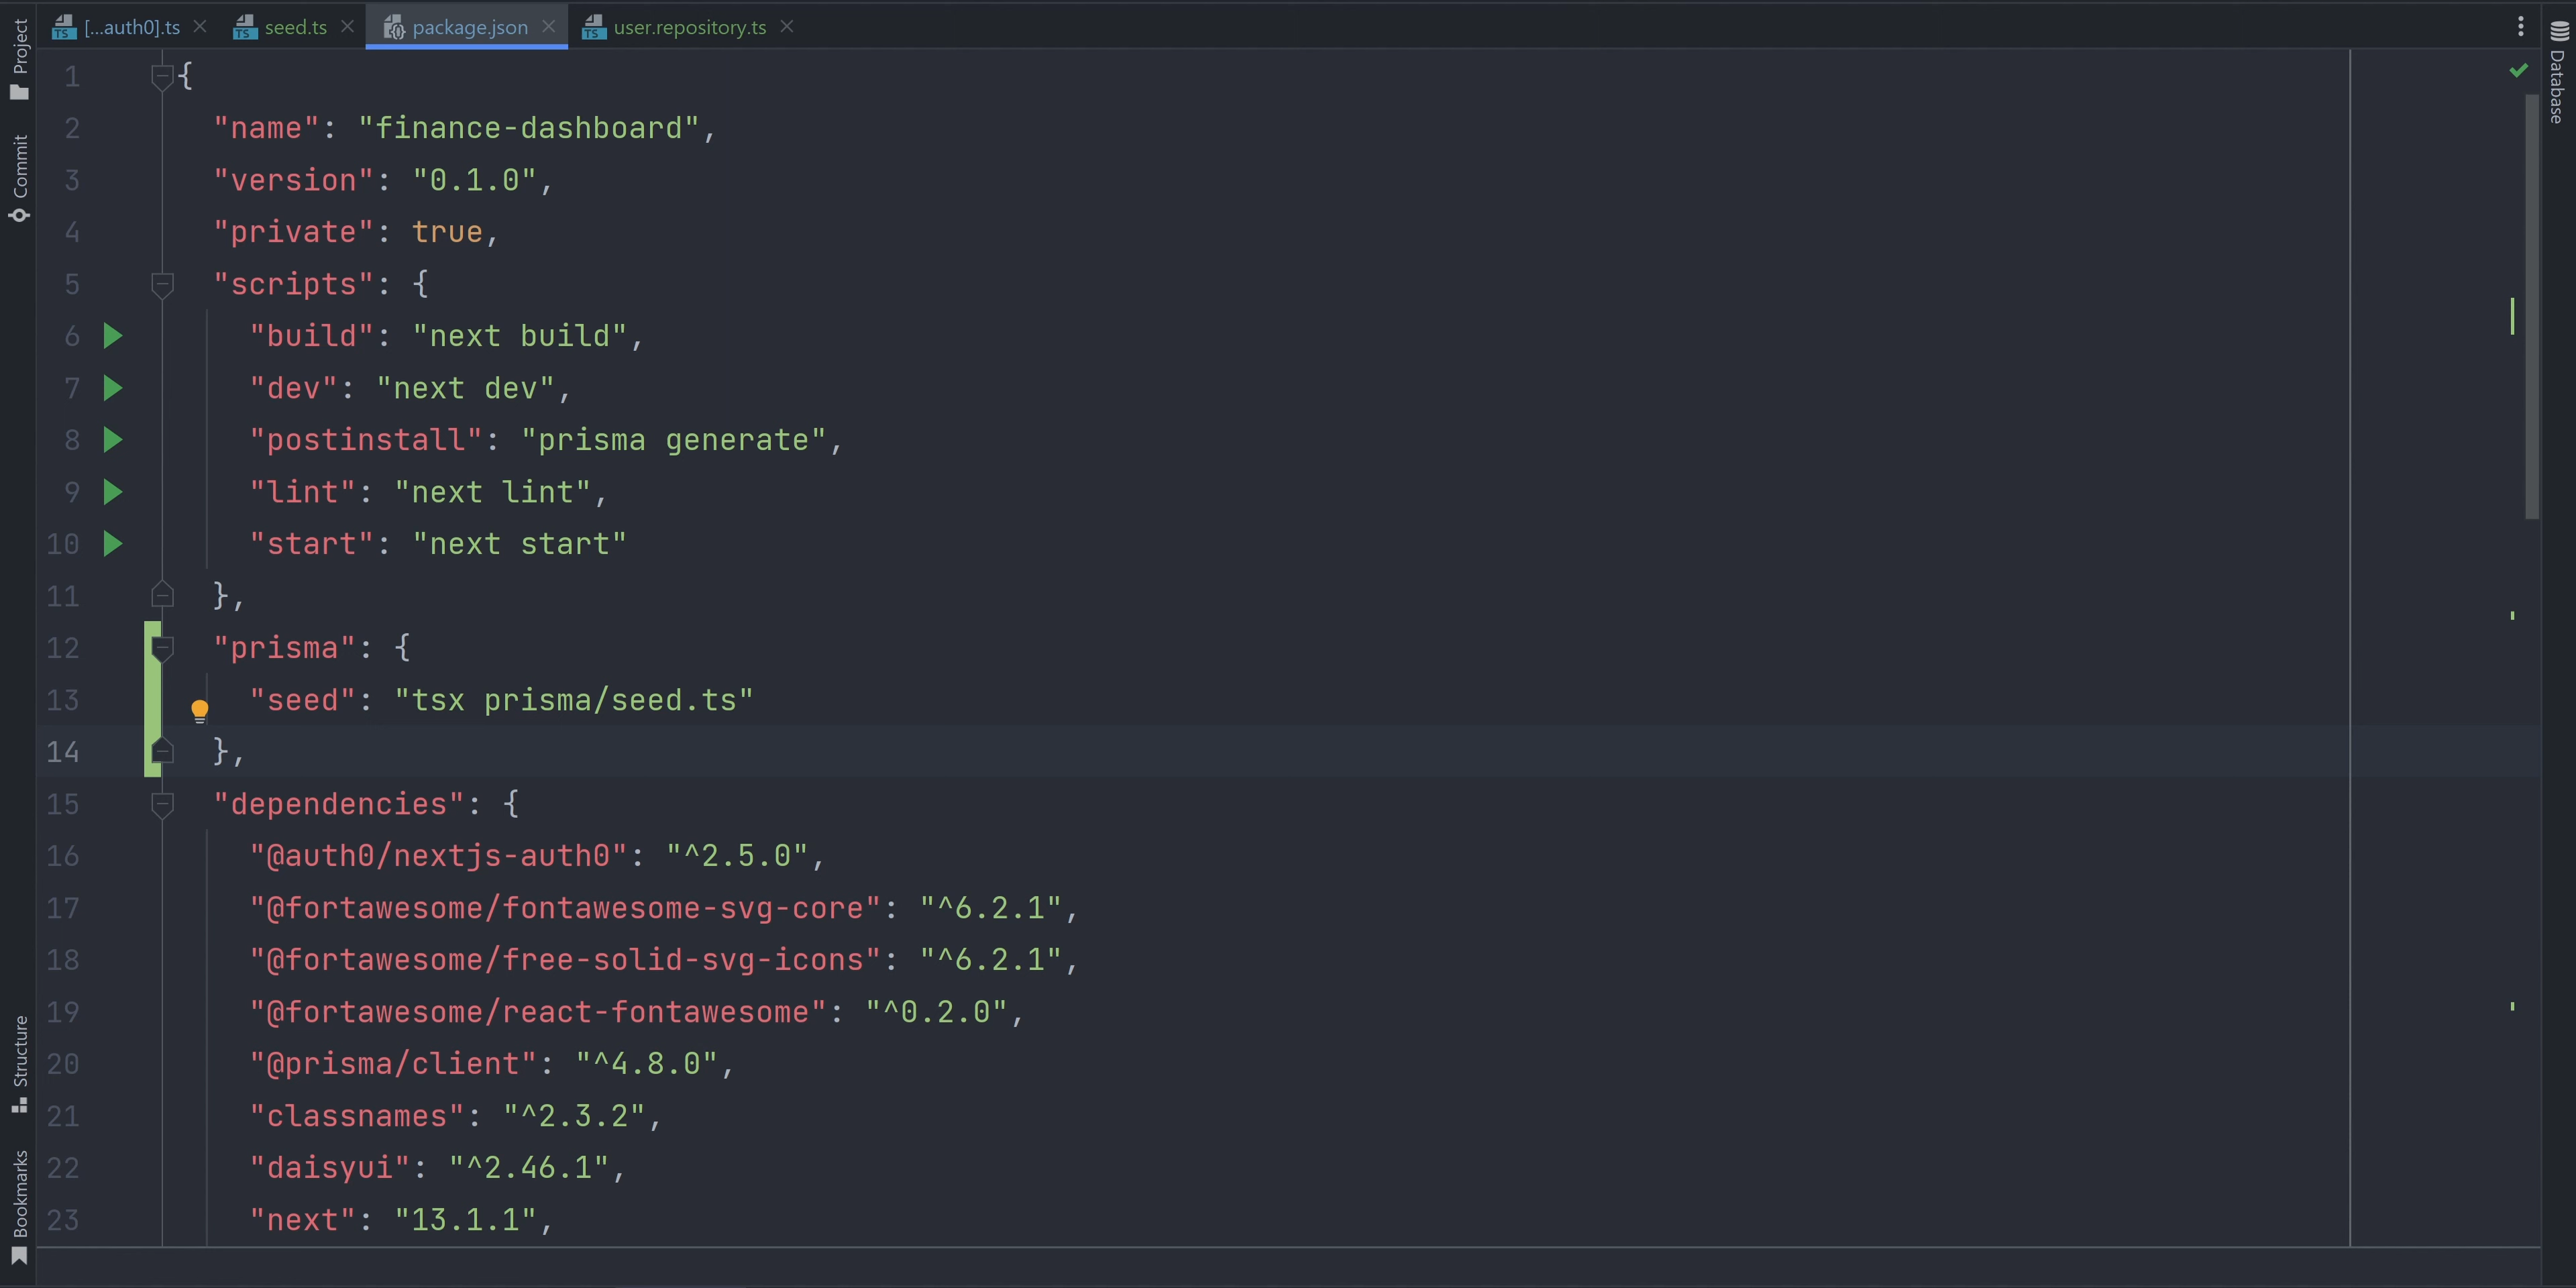 [...auth0].ts seed.ts package.json user.repository.ts
Project
Commit
Structure
Bookmarks
Database
1 {
2 "name": "finance-dashboard",
3 "version": "0.1.0",
4 "private": true,
5 "scripts": {
6 "build": "next build",
7 "dev": "next dev",
8 "postinstall": "prisma generate",
9 "lint": "next lint",
10 "start": "next start"
11 },
12 "prisma": {
13 "seed": "tsx prisma/seed.ts"
14 },
15 "dependencies": {
16 "@auth0/nextjs-auth0": "^2.5.0",
17 "@fortawesome/fontawesome-svg-core": "^6.2.1",
18 "@fortawesome/free-solid-svg-icons": "^6.2.1",
19 "@fortawesome/react-fontawesome": "^0.2.0",
20 "@prisma/client": "^4.8.0",
21 "classnames": "^2.3.2",
22 "daisyui": "^2.46.1",
23 "next": "13.1.1",